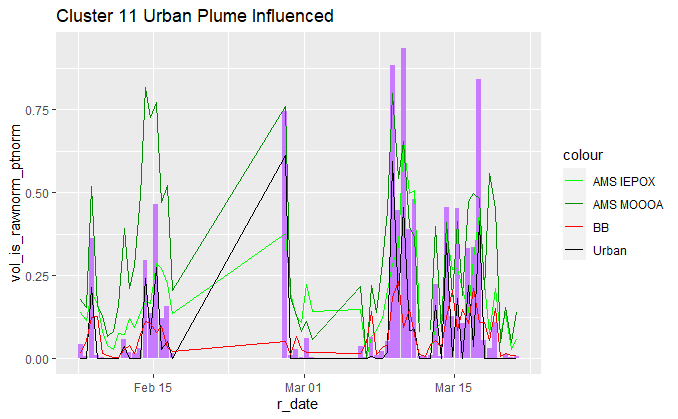 Cluster 11 Urban Plume Influenced
vol_is_rawnorm_ptnorm
0.75
0.50
0.25
0.00
Feb 15
Mar 01
Mar 15
r_date
colour
AMS IEPOX
AMS MOOOA
BB
Urban